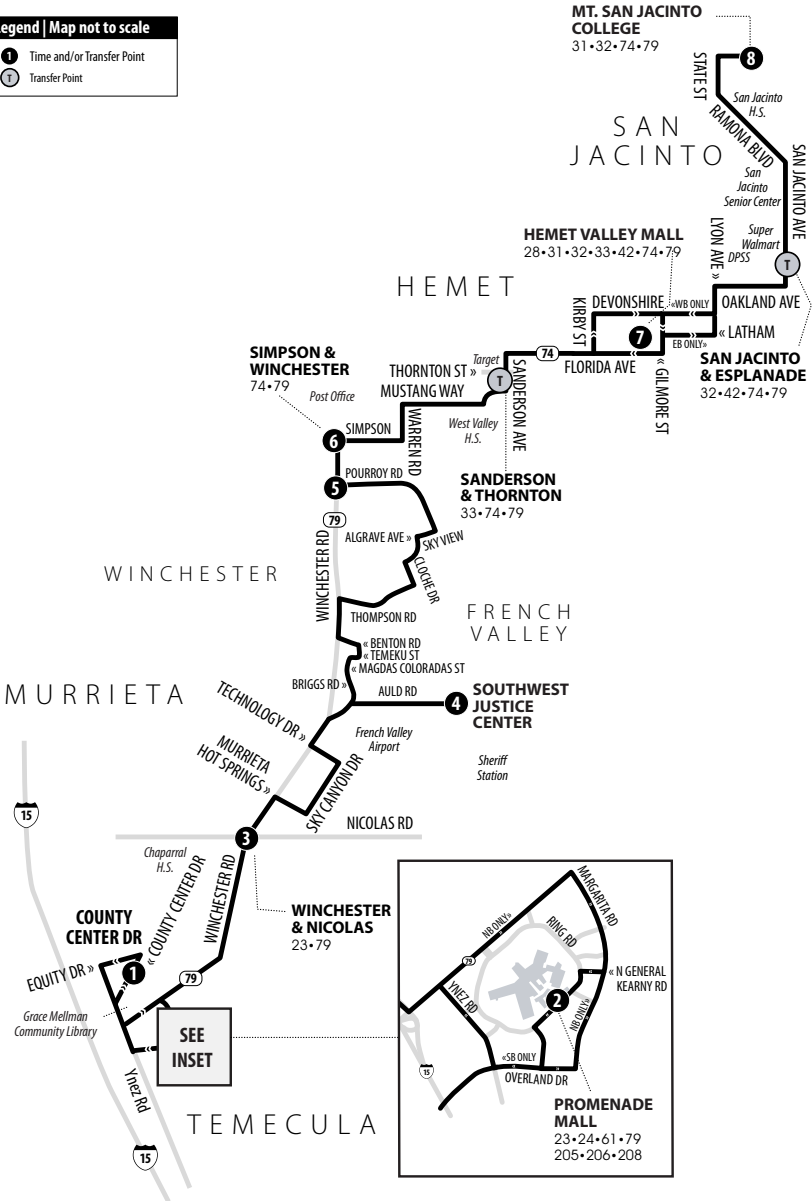 Legend | Map not to scale
1 Time and/or Transfer Point
T Transfer Point
MT. SAN JACINTO
COLLEGE
31•32•74•79
8
STATE ST
San Jacinto
H.S.
RAMONA BLVD
SAN
JACINTO
San
Jacinto
Senior Center
SAN JACINTO AVE
Super
Walmart
LYON AVE »
DPSS
T
HEMET VALLEY MALL
28•31•32•33•42•74•79
HEMET
KIRBY ST
DEVONSHIRE
«WB ONLY
OAKLAND AVE
7
« LATHAM
EB ONLY»
74
FLORIDA AVE
« GILMORE ST
SAN JACINTO
& ESPLANADE
32•42•74•79
SIMPSON &
WINCHESTER
74•79
Post Office
Target
THORNTON ST »
T
MUSTANG WAY
SANDERSON AVE
WARREN RD
West Valley
H.S.
6
SIMPSON
SANDERSON
& THORNTON
33•74•79
5
POURROY RD
79
WINCHESTER RD
ALGRAVE AVE »
SKY VIEW
CLOCHE DR
WINCHESTER
THOMPSON RD
FRENCH
VALLEY
« BENTON RD
« TEMEKU ST
« MAGDAS COLORADAS ST
BRIGGS RD »
AULD RD
4
SOUTHWEST
JUSTICE
CENTER
MURRIETA
TECHNOLOGY DR »
French Valley
Airport
Sheriff
Station
MURRIETA
HOT SPRINGS »
SKY CANYON DR
15
NICOLAS RD
3
Chaparral
H.S.
WINCHESTER
& NICOLAS
23•79
« COUNTY CENTER DR
WINCHESTER RD
COUNTY
CENTER DR
EQUITY DR »
1
79
Grace Mellman
Community Library
SEE
INSET
Ynez Rd
TEMECULA
15
MARGARITA RD
NB ONLY»
RING RD
79
YNEZ RD
« N GENERAL
KEARNY RD
2
NB ONLY»
«SB ONLY
OVERLAND DR
15
PROMENADE
MALL
23•24•61•79
205•206•208